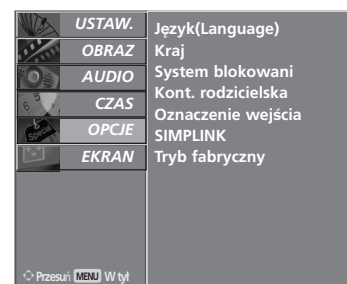 USTAW.
OBRAZ
AUDIO
CZAS
OPCJE
EKRAN
Język(Language)
Kraj
System blokowani
Kont. rodzicielska
Oznaczenie wejścia
SIMPLINK
Tryb fabryczny
Special
Przesuń MENU W tył